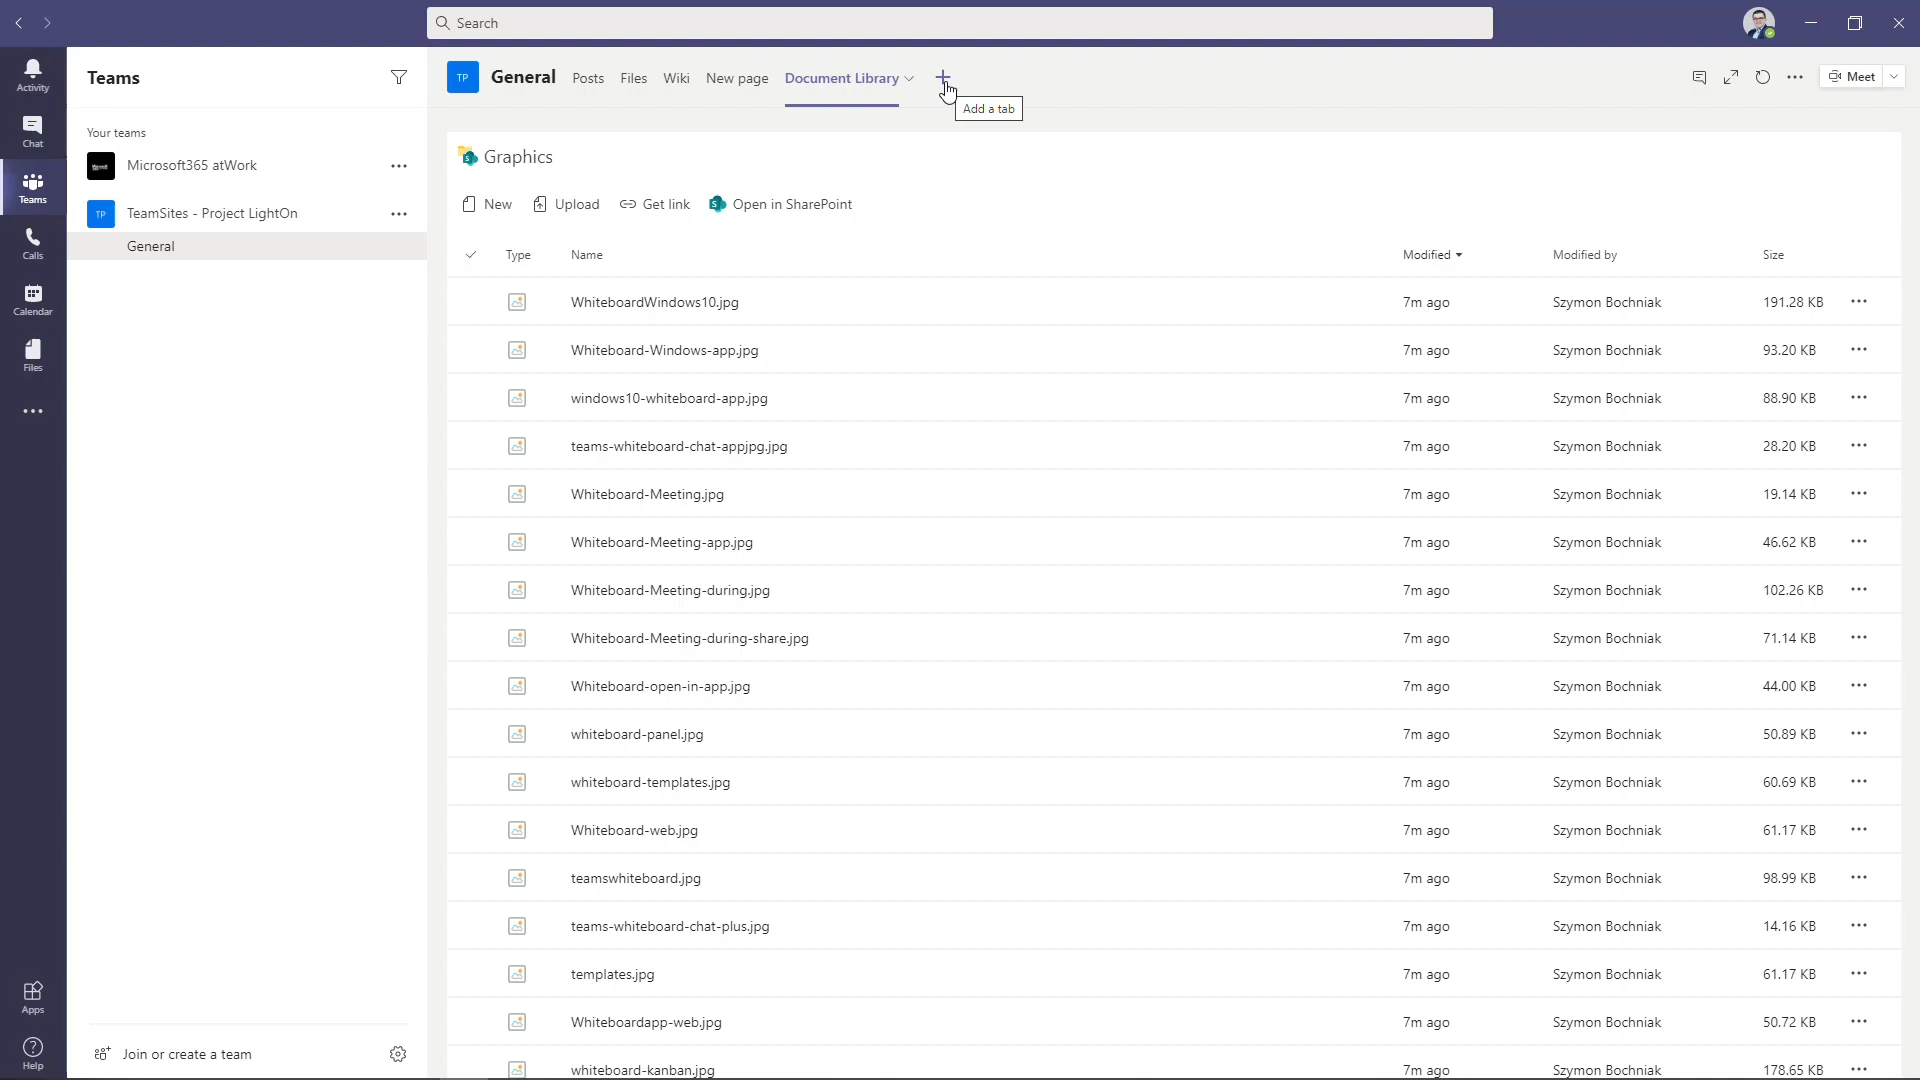 Search
Activity
Chat
Teams
Calls
Calendar
Files
Apps
Help
Teams
Your teams
Microsoft365 atWork
TP TeamSites - Project LightOn
General
Join or create a team
TP General Posts Files Wiki New page Document Library Meet
Add a tab
Graphics
New Upload Get link Open in SharePoint
Type Name Modified Modified by Size
WhiteboardWindows10.jpg 7m ago Szymon Bochniak 191.28 KB
Whiteboard-Windows-app.jpg 7m ago Szymon Bochniak 93.20 KB
windows10-whiteboard-app.jpg 7m ago Szymon Bochniak 88.90 KB
teams-whiteboard-chat-appjpg.jpg 7m ago Szymon Bochniak 28.20 KB
Whiteboard-Meeting.jpg 7m ago Szymon Bochniak 19.14 KB
Whiteboard-Meeting-app.jpg 7m ago Szymon Bochniak 46.62 KB
Whiteboard-Meeting-during.jpg 7m ago Szymon Bochniak 102.26 KB
Whiteboard-Meeting-during-share.jpg 7m ago Szymon Bochniak 71.14 KB
Whiteboard-open-in-app.jpg 7m ago Szymon Bochniak 44.00 KB
whiteboard-panel.jpg 7m ago Szymon Bochniak 50.89 KB
whiteboard-templates.jpg 7m ago Szymon Bochniak 60.69 KB
Whiteboard-web.jpg 7m ago Szymon Bochniak 61.17 KB
teamswhiteboard.jpg 7m ago Szymon Bochniak 98.99 KB
teams-whiteboard-chat-plus.jpg 7m ago Szymon Bochniak 14.16 KB
templates.jpg 7m ago Szymon Bochniak 61.17 KB
Whiteboardapp-web.jpg 7m ago Szymon Bochniak 50.72 KB
whiteboard-kanban.jpg 7m ago Szymon Bochniak 178.65 KB